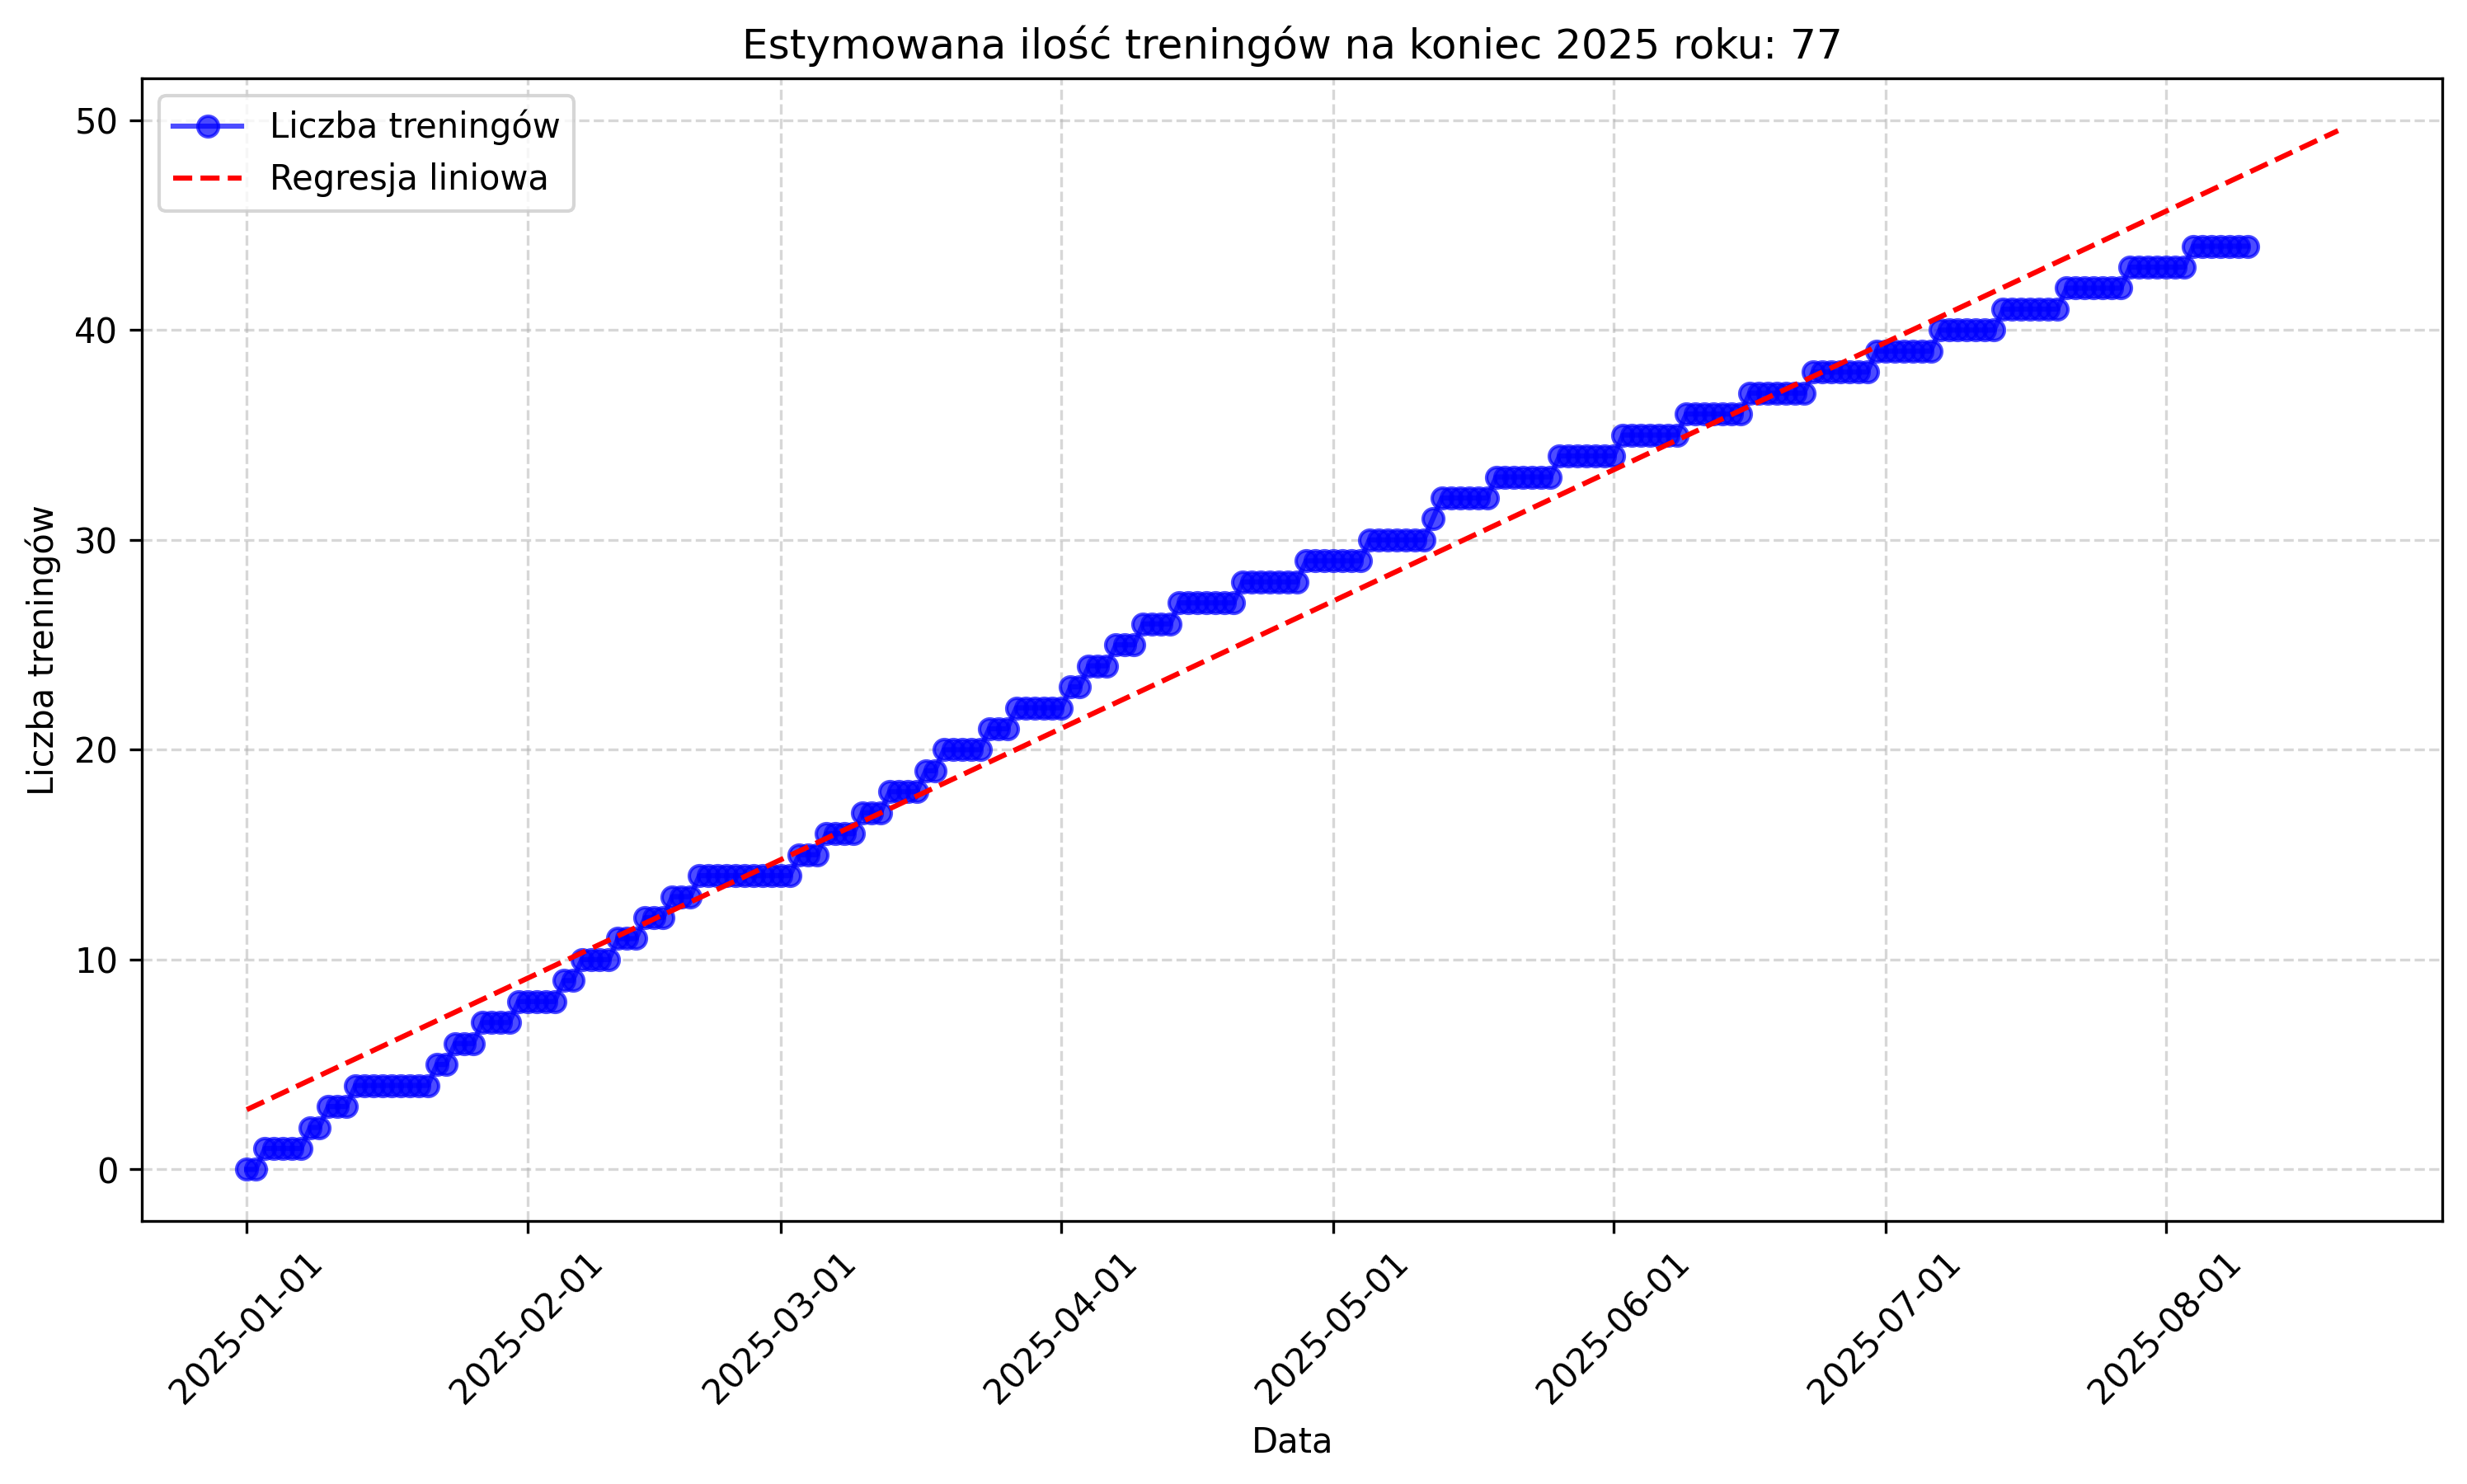 Estymowana ilość treningów na koniec 2025 roku: 77
Liczba treningów
Regresja liniowa
Liczba treningów
50
40
30
20
10
0
2025-01-01
2025-02-01
2025-03-01
2025-04-01
2025-05-01
2025-06-01
2025-07-01
2025-08-01
Data